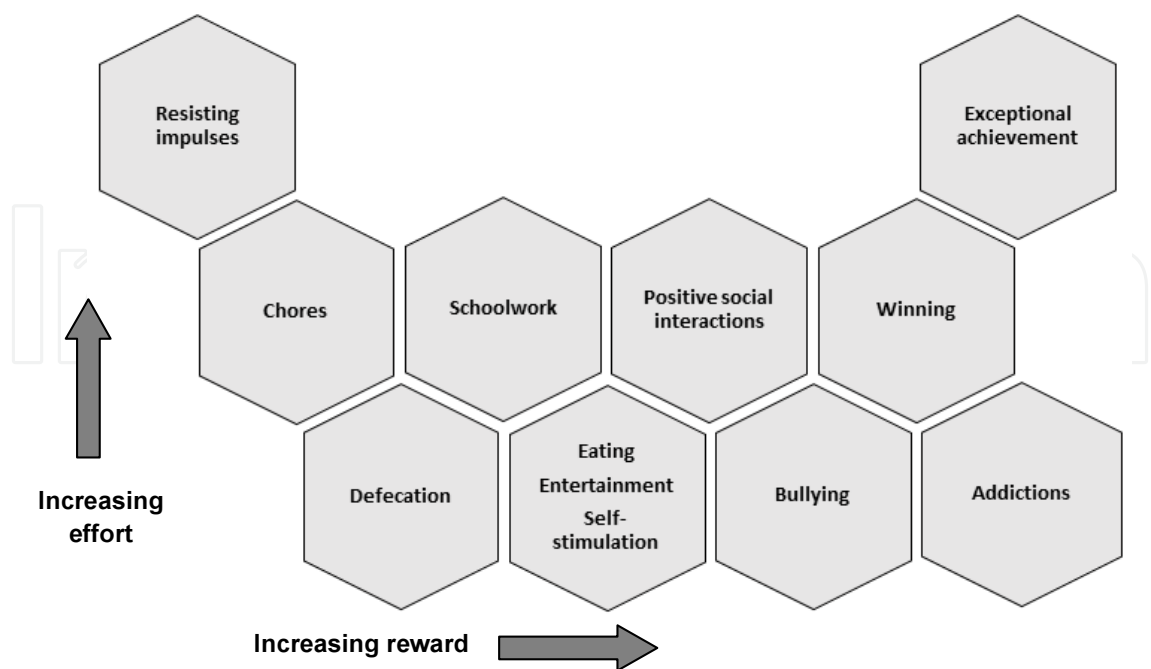 Resisting
impulses
Exceptional
achievement
Chores
Schoolwork
Positive social
interactions
Winning
Defecation
Eating
Entertainment
Self-
stimulation
Bullying
Addictions
Increasing
effort
Increasing reward